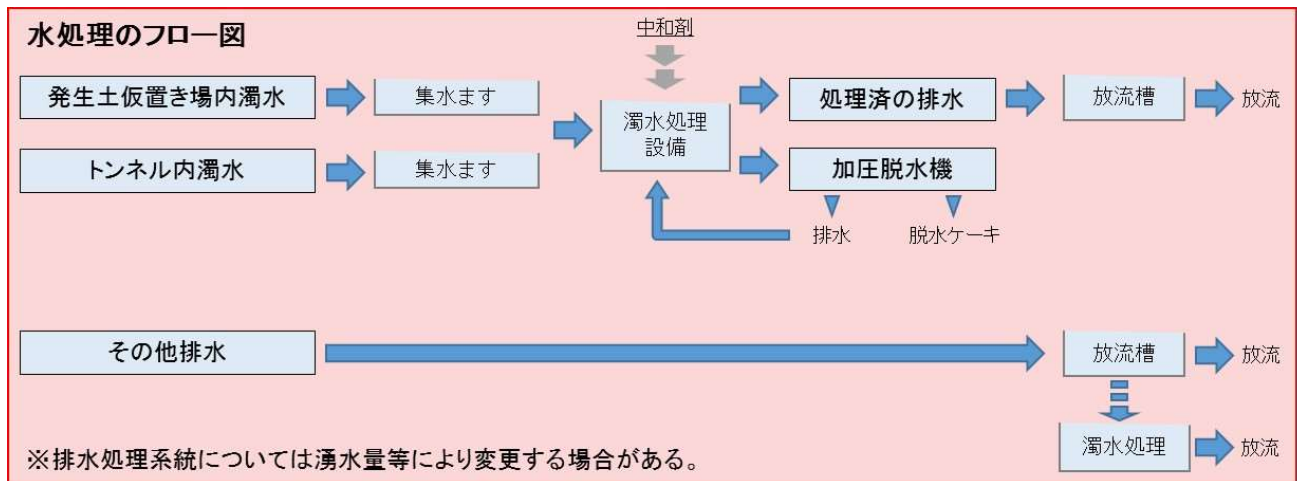 水処理のフロー図
中和剤
発生土仮置き場内濁水
集水ます
濁水処理
設備
処理済の排水
放流槽
放流
トンネル内濁水
集水ます
加圧脱水機
排水
脱水ケーキ
その他排水
放流槽
放流
濁水処理
放流
※排水処理系統については湧水量等により変更する場合がある。